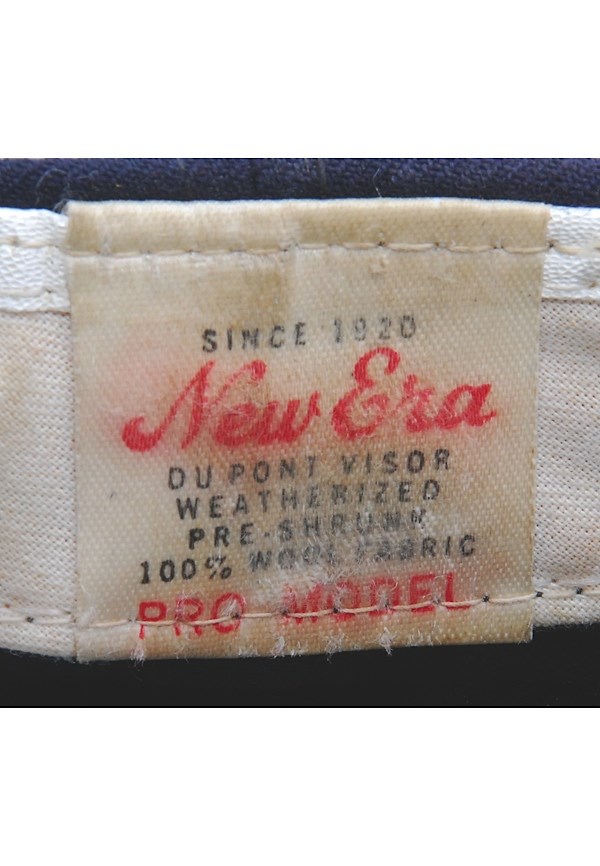 SINCE 1920
New Era
DU PONT VISOR
WEATHERIZED
PRE-SHRUNK
100% WOOL FABRIC
PRO MODEL